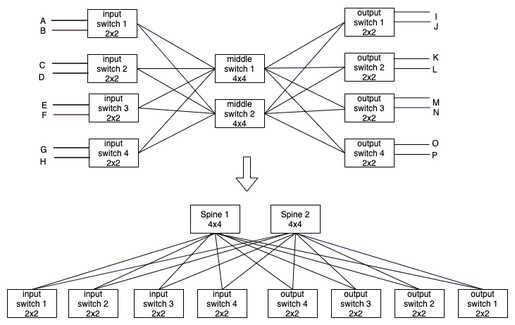 A
B
input
switch 1
2x2
C
D
input
switch 2
2x2
E
F
input
switch 3
2x2
G
H
input
switch 4
2x2
middle
switch 1
4x4
middle
switch 2
4x4
output
switch 1
2x2
I
J
output
switch 2
2x2
K
L
output
switch 3
2x2
M
N
output
switch 4
2x2
O
P
Spine 1
4x4
Spine 2
4x4
input
switch 1
2x2
input
switch 2
2x2
input
switch 3
2x2
input
switch 4
2x2
output
switch 4
2x2
output
switch 3
2x2
output
switch 2
2x2
output
switch 1
2x2